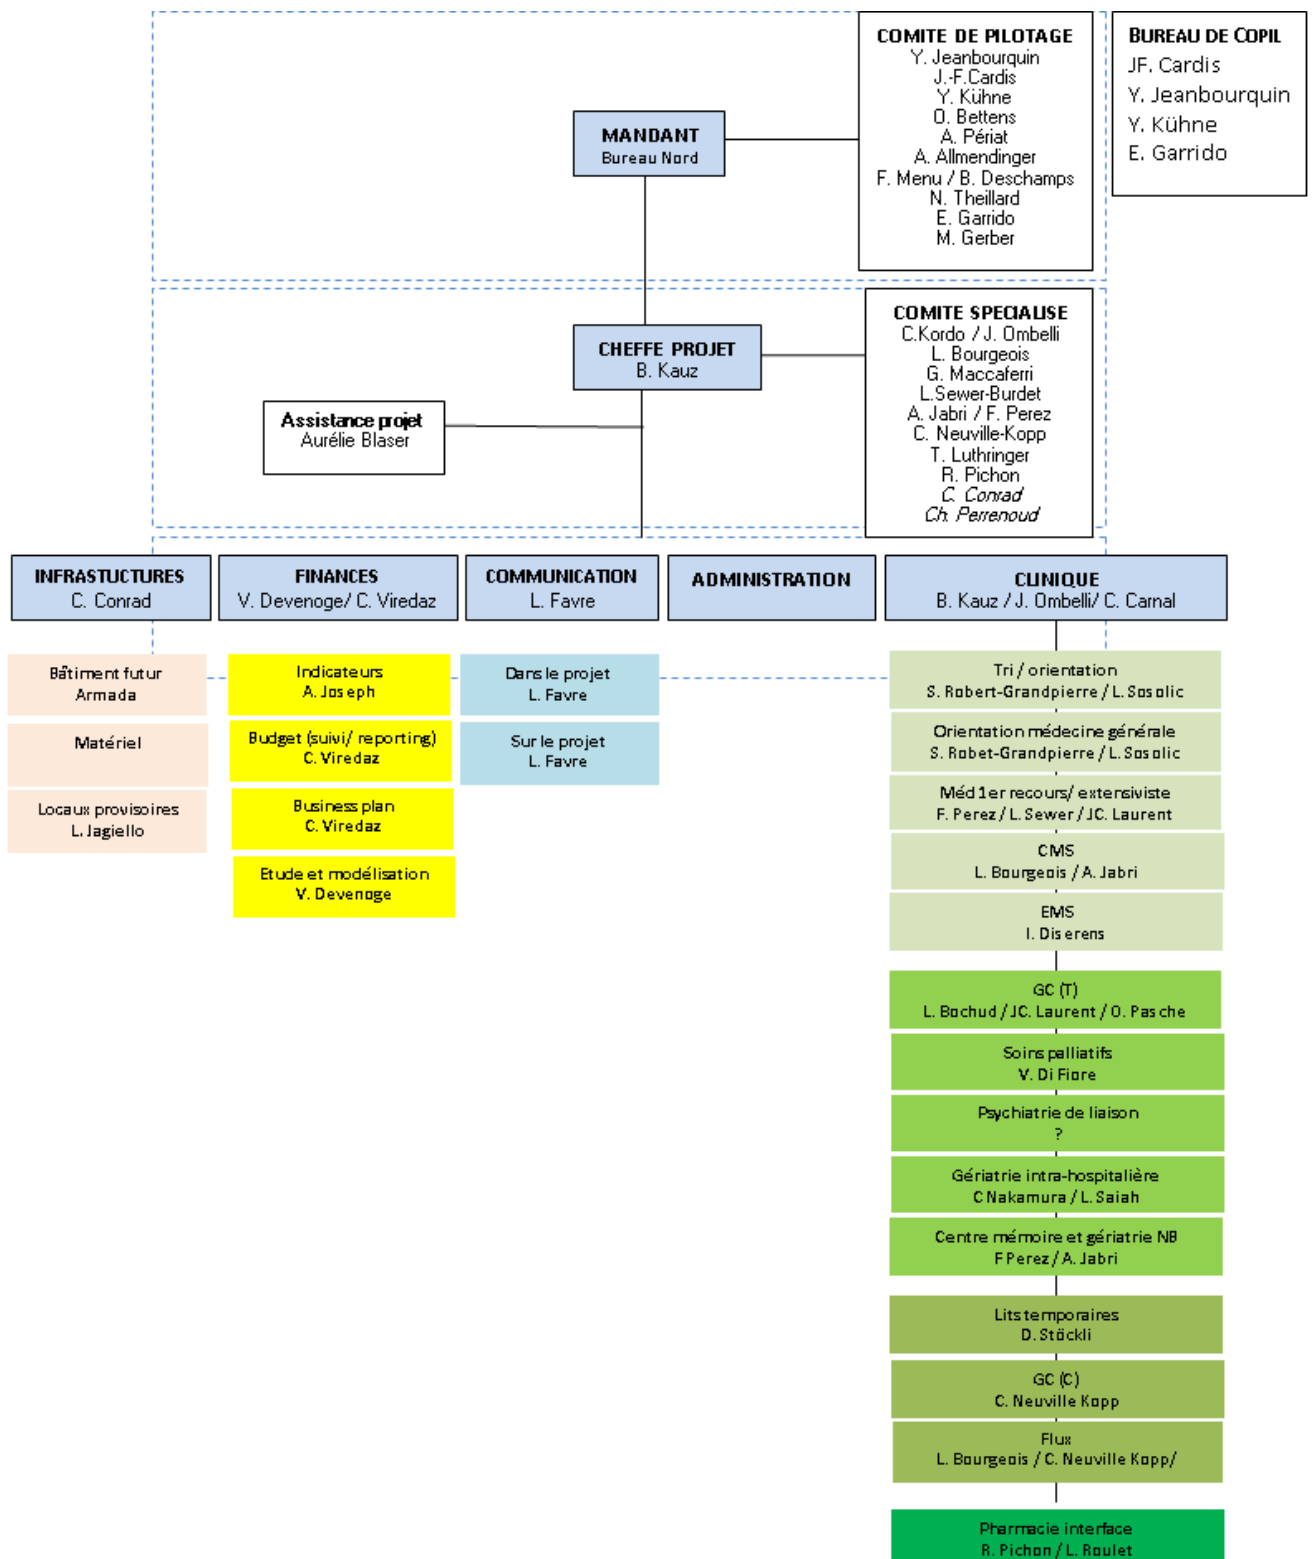 COMITE DE PILOTAGE
Y. Jeanbourquin
J.-F.Cardis
Y. Kühne
O. Bettens
A. Périat
A. Allmendinger
F. Menu / B. Deschamps
N. Theillard
E. Garrido
M. Gerber
BUREAU DE COPIL
JF. Cardis
Y. Jeanbourquin
Y. Kühne
E. Garrido
MANDANT
Bureau Nord
CHEFFE PROJET
B. Kauz
COMITE SPECIALISE
C.Kordo / J. Ombelli
L. Bourgeois
G. Maccaferri
L.Sewer-Burdet
A. Jabri / F. Perez
C. Neuville-Kopp
T. Luthringer
R. Pichon
C. Conrad
Ch. Perrenoud
Assistance projet
Aurélie Blaser
INFRASTUCTURES
C. Conrad
FINANCES
V. Devenoge/ C. Viredaz
COMMUNICATION
L. Favre
ADMINISTRATION
CLINIQUE
B. Kauz / J. Ombelli/ C. Carnal
Bâtiment futur
Armada
Matériel
Locaux provisoires
L. Jagiello
Indicateurs
A. Joseph
Budget (suivi/ reporting)
C. Viredaz
Business plan
C. Viredaz
Etude et modélisation
V. Devenoge
Dans le projet
L. Favre
Sur le projet
L. Favre
Tri / orientation
S. Robert-Grandpierre / L. Sosolic
Orientation médecine générale
S. Robet-Grandpierre / L. Sosolic
Méd 1er recours/ extensiviste
F. Perez / L. Sewer / JC. Laurent
CMS
L. Bourgeois / A. Jabri
EMS
I. Diserens
GC (T)
L. Bochud / JC. Laurent / O. Pasche
Soins palliatifs
V. Di Fiore
Psychiatrie de liaison
?
Gériatrie intra-hospitalière
C Nakamura / L. Saiah
Centre mémoire et gériatrie NB
F Perez / A. Jabri
Lits temporaires
D. Stöckli
GC (C)
C. Neuville Kopp
Flux
L. Bourgeois / C. Neuville Kopp/
Pharmacie interface
R. Pichon / L. Roulet